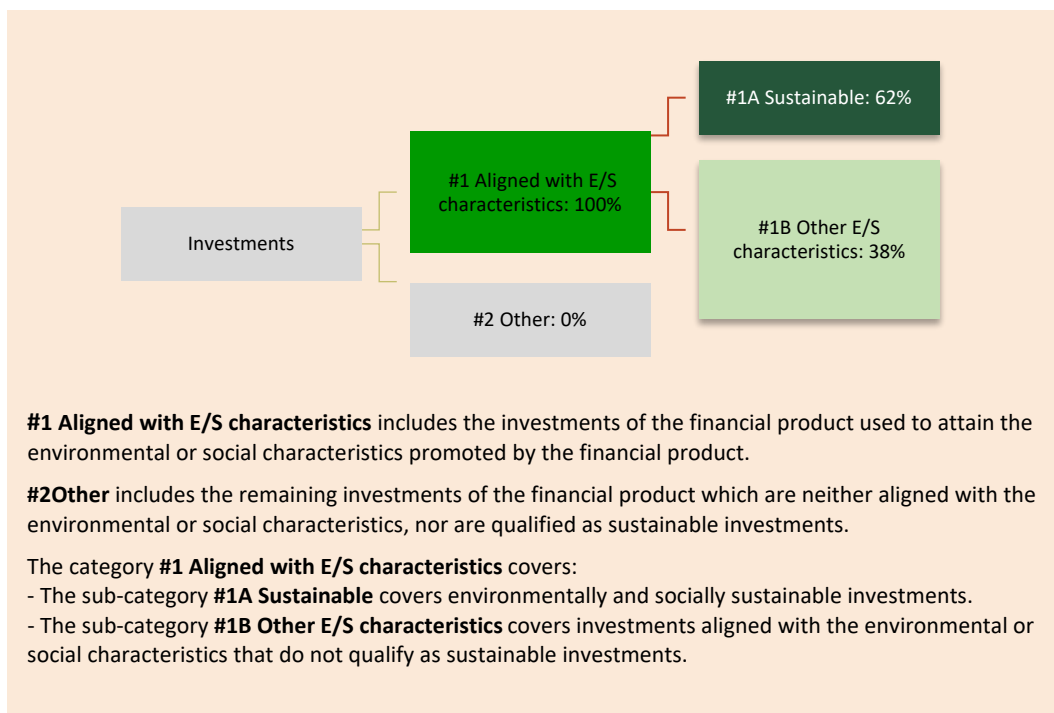 #1A Sustainable: 62%
#1 Aligned with E/S
characteristics: 100%
Investments
#1B Other E/S
characteristics: 38%
#2 Other: 0%
#1 Aligned with E/S characteristics includes the investments of the financial product used to attain the
environmental or social characteristics promoted by the financial product.
#2Other includes the remaining investments of the financial product which are neither aligned with the
environmental or social characteristics, nor are qualified as sustainable investments.
The category #1 Aligned with E/S characteristics covers:
- The sub-category #1A Sustainable covers environmentally and socially sustainable investments.
- The sub-category #1B Other E/S characteristics covers investments aligned with the environmental or
social characteristics that do not qualify as sustainable investments.